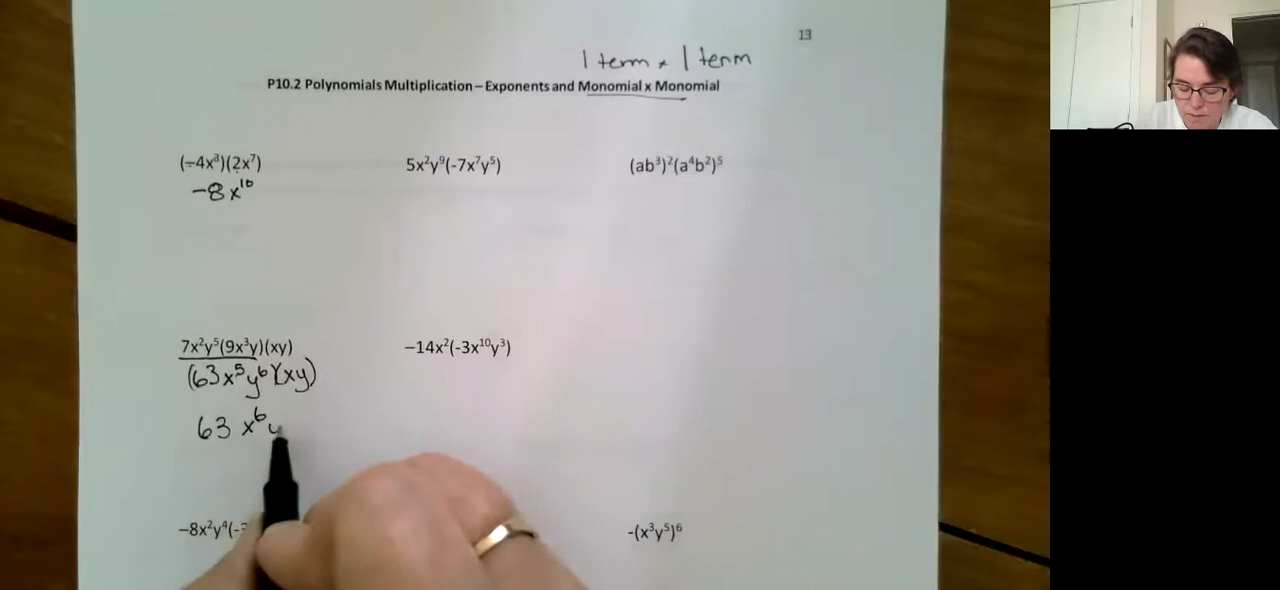 13
1 term × 1 term
P10.2 Polynomials Multiplication – Exponents and Monomial x Monomial
(−4x³)(2x⁷) 5x²y⁹(-7x⁷y⁵) (ab³)²(a⁴b²)⁵
−8x¹⁰
7x²y⁵(9x³y)(xy) −14x²(-3x¹⁰y³)
(63x⁵y⁶)(xy)
63 x⁶
−8x²y⁴(- -(x³y⁵)⁶